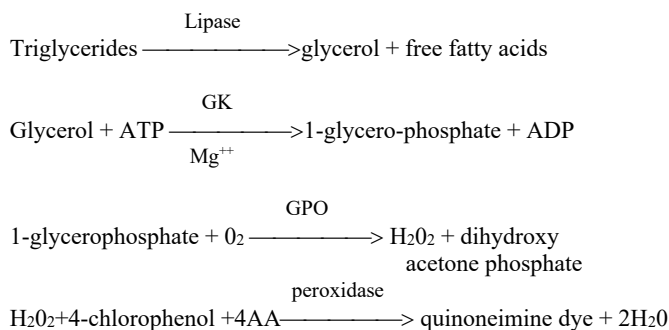 Lipase
Triglycerides ————>glycerol + free fatty acids
GK
Glycerol + ATP ————>1-glycero-phosphate + ADP
Mg⁺⁺
GPO
1-glycerophosphate + 0₂ ————> H₂0₂ + dihydroxy
acetone phosphate
peroxidase
H₂0₂+4-chlorophenol +4AA————> quinoneimine dye + 2H₂0